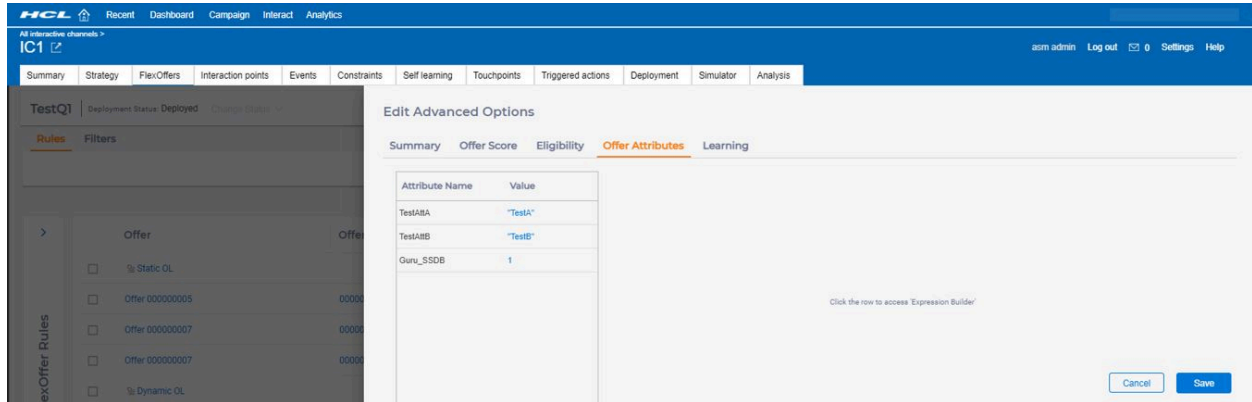 HCL Recent Dashboard Campaign Interact Analytics
All interactive channels >
IC1
asm admin Log out 0 Settings Help
Summary Strategy FlexOffers Interaction points Events Constraints Self learning Touchpoints Triggered actions Deployment Simulator Analysis
TestQ1 Deployment Status: Deployed Change Status
Edit Advanced Options
Rules Filters
Summary Offer Score Eligibility Offer Attributes Learning
Attribute Name Value
TestAttA "TestA"
TestAttB "TestB"
Guru_SSDB 1
Click the row to access 'Expression Builder'
> Offer Offe
Static OL
Offer 000000005 00000
Offer 000000007 00000
Offer 000000007 00000
Dynamic OL
exOffer Rules
Cancel Save